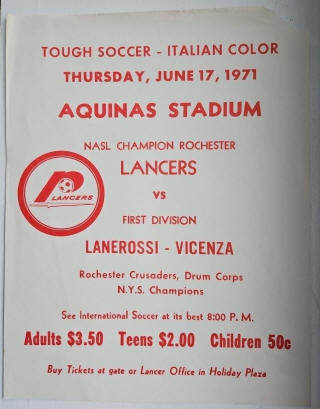 TOUGH SOCCER - ITALIAN COLOR
THURSDAY, JUNE 17, 1971
AQUINAS STADIUM
NASL CHAMPION ROCHESTER
LANCERS
R
LANCERS
VS
FIRST DIVISION
LANEROSSI - VICENZA
Rochester Crusaders, Drum Corps
N.Y.S. Champions
See International Soccer at its best 8:00 P. M.
Adults $3.50 Teens $2.00 Children 50c
Buy Tickets at gate or Lancer Office in Holiday Plaza